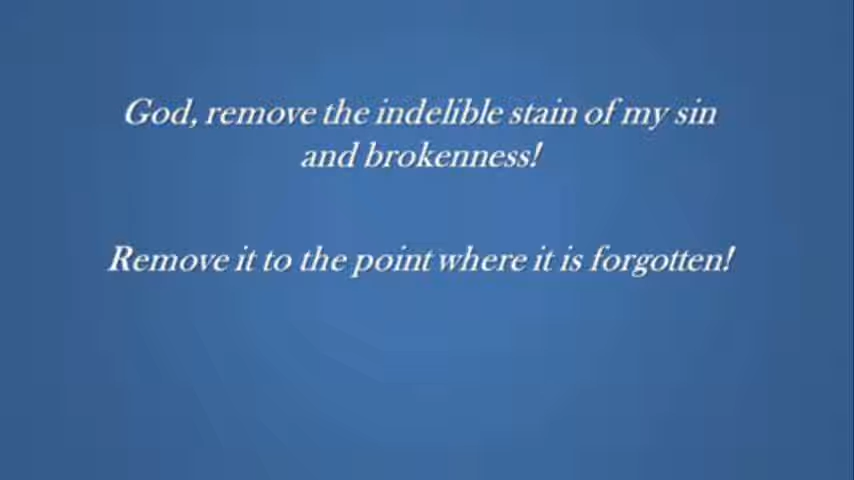 God, remove the indelible stain of my sin
and brokenness!
Remove it to the point where it is forgotten!